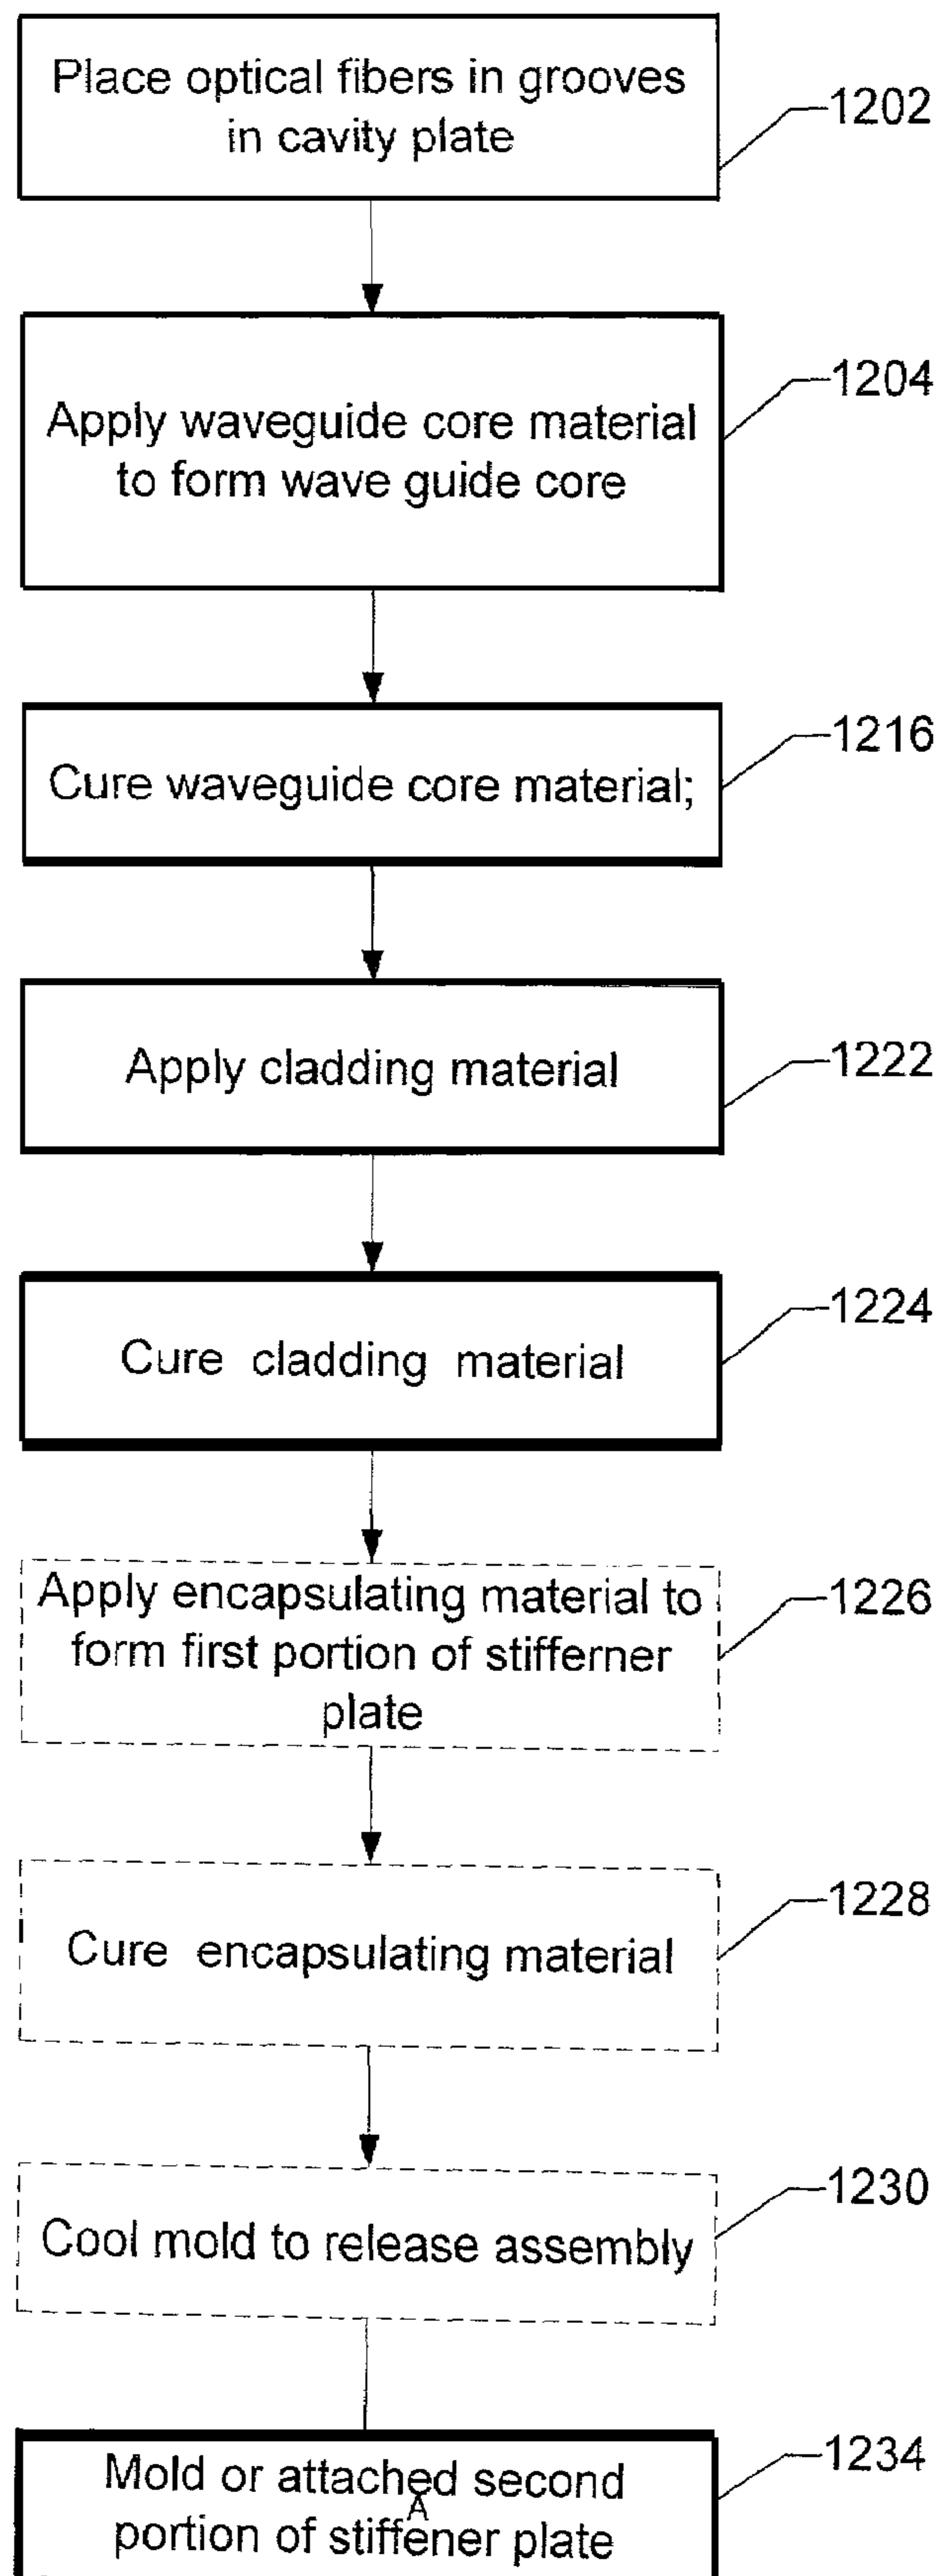 Place optical fibers in grooves
in cavity plate
1202
Apply waveguide core material
to form wave guide core
1204
Cure waveguide core material;
1216
Apply cladding material
1222
Cure cladding material
1224
Apply encapsulating material to
form first portion of stifferner
plate
1226
Cure encapsulating material
1228
Cool mold to release assembly
1230
Mold or attached second
A
portion of stiffener plate
1234